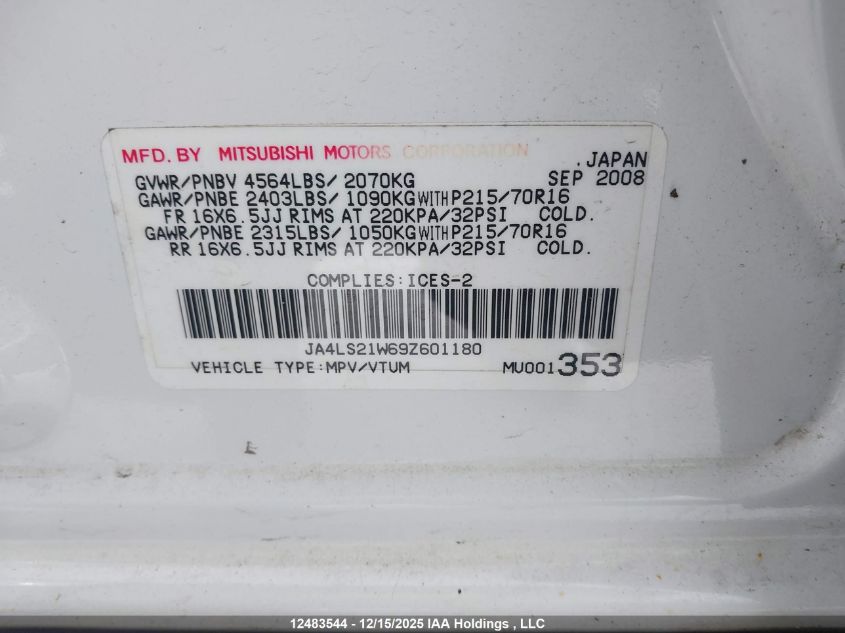 MFD. BY MITSUBISHI MOTORS CORPORATION , JAPAN
GVWR/PNBV 4564LBS/ 2070KG SEP 2008
GAWR/PNBE 2403LBS/ 1090KG WITH P215/70R16
FR 16X6.5JJ RIMS AT 220KPA/32PSI COLD.
GAWR/PNBE 2315LBS/ 1050KG WITH P215/70R16
RR 16X6.5JJ RIMS AT 220KPA/32PSI COLD.
COMPLIES:ICES-2
JA4LS21W69Z601180
VEHICLE TYPE:MPV/VTUM MU001353
12483544 - 12/15/2025 IAA Holdings , LLC